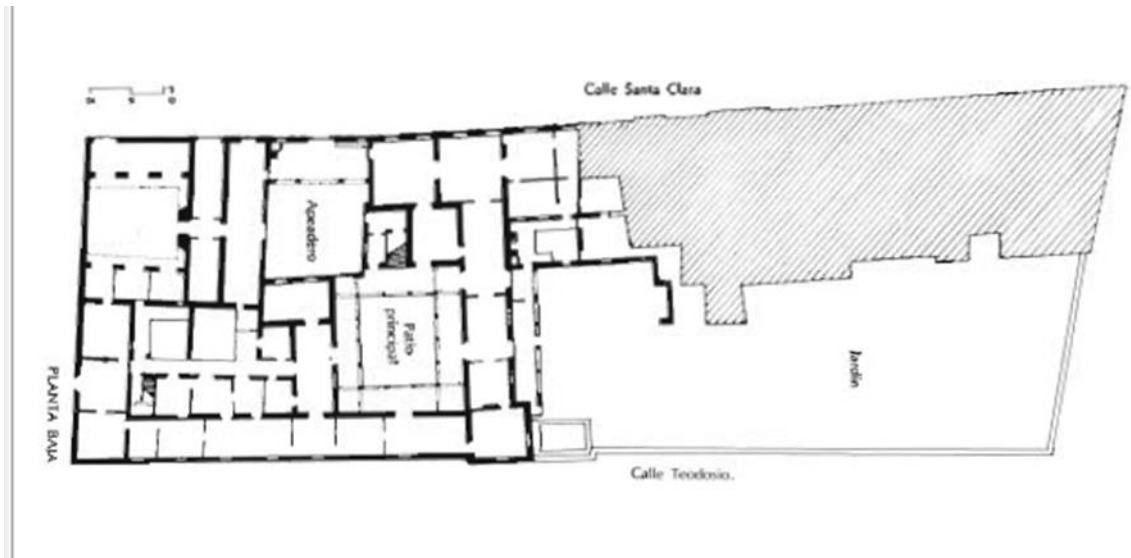 Calle Santa Clara
Apeadero
Patio
principal
Jardín
PLANTA BAJA
Calle Teodosio.